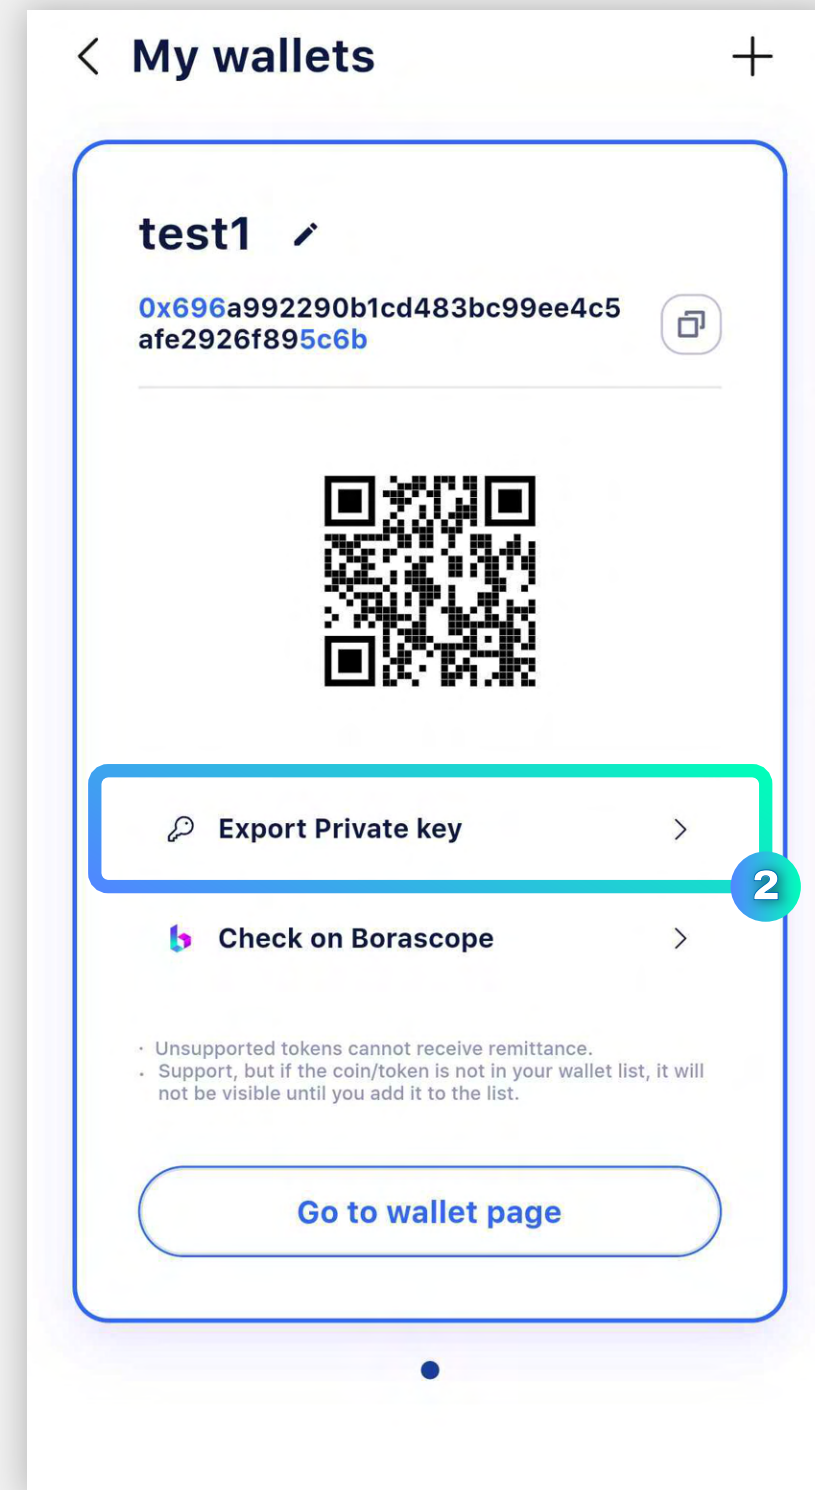 My wallets
test1
0x696a992290b1cd483bc99ee4c5
afe2926f895c6b
Export Private key
2
Check on Borascope
· Unsupported tokens cannot receive remittance.
· Support, but if the coin/token is not in your wallet list, it will
not be visible until you add it to the list.
Go to wallet page